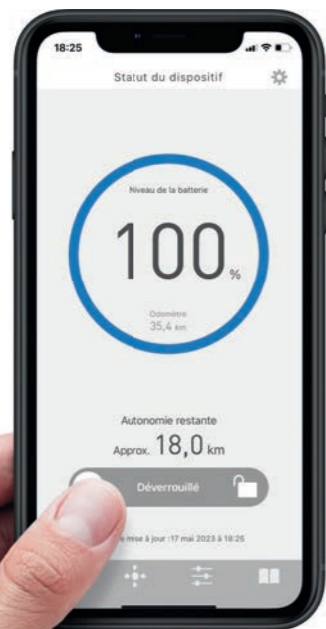 18:25
Statut du dispositif
Niveau de la batterie
100 %
Odomètre
35,4 km
Autonomie restante
Approx. 18,0 km
Déverrouillé
mise à jour :17 mai 2023 à 18:25